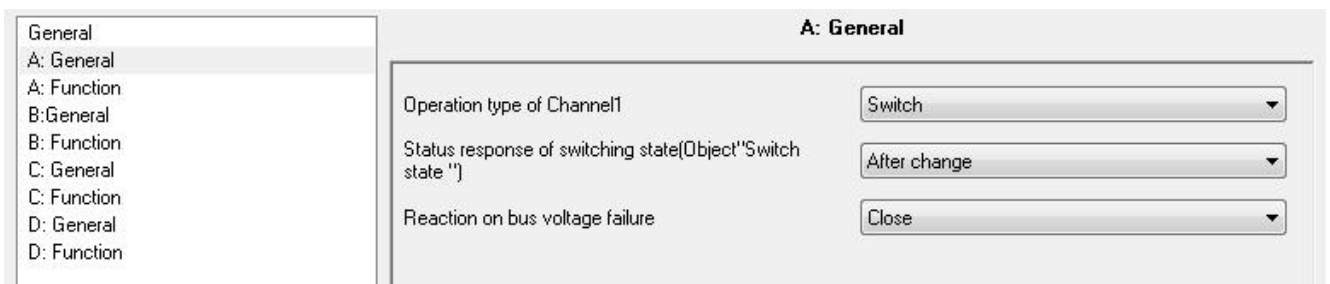 General
A: General
A: Function
B:General
B: Function
C: General
C: Function
D: General
D: Function
A: General
Operation type of Channel1
Switch
Status response of switching state(Object"Switch
state ")
After change
Reaction on bus voltage failure
Close